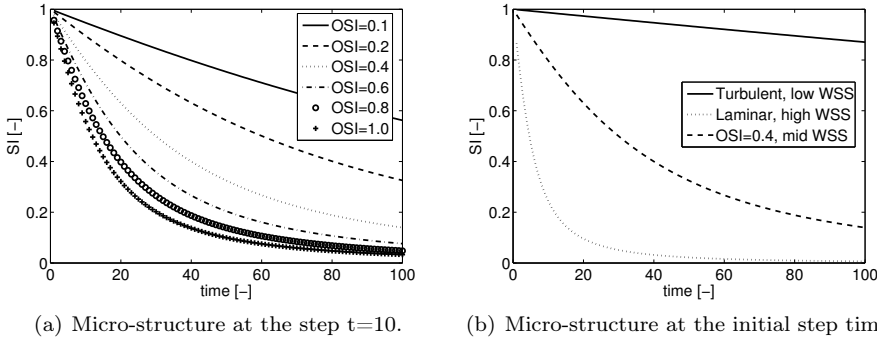 1
0.8
0.6
0.4
0.2
0
SI [−]
0
20
40
60
80
100
time [−]
OSI=0.1
OSI=0.2
OSI=0.4
OSI=0.6
OSI=0.8
OSI=1.0
(a) Micro-structure at the step t=10.
1
0.8
0.6
0.4
0.2
0
SI [−]
0
20
40
60
80
100
time [−]
Turbulent, low WSS
Laminar, high WSS
OSI=0.4, mid WSS
(b) Micro-structure at the initial step tim